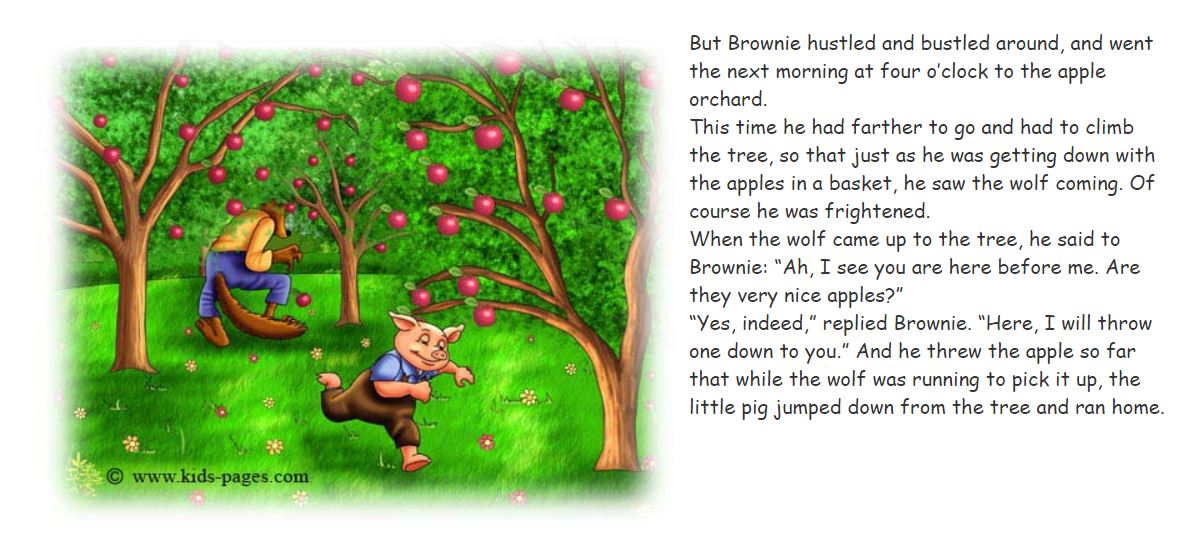 But Brownie hustled and bustled around, and went
the next morning at four o’clock to the apple
orchard.
This time he had farther to go and had to climb
the tree, so that just as he was getting down with
the apples in a basket, he saw the wolf coming. Of
course he was frightened.
When the wolf came up to the tree, he said to
Brownie: “Ah, I see you are here before me. Are
they very nice apples?”
“Yes, indeed,” replied Brownie. “Here, I will throw
one down to you.” And he threw the apple so far
that while the wolf was running to pick it up, the
little pig jumped down from the tree and ran home.
© www.kids-pages.com